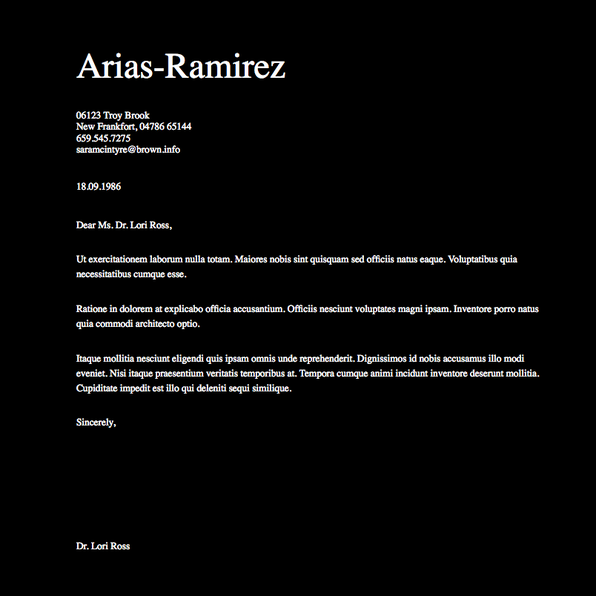 Arias-Ramirez
06123 Troy Brook
New Frankfort, 04786 65144
659.545.7275
saramcintyre@brown.info
18.09.1986
Dear Ms. Dr. Lori Ross,
Ut exercitationem laborum nulla totam. Maiores nobis sint quisquam sed officiis natus eaque. Voluptatibus quia
necessitatibus cumque esse.
Ratione in dolorem at explicabo officia accusantium. Officiis nesciunt voluptates magni ipsam. Inventore porro natus
quia commodi architecto optio.
Itaque mollitia nesciunt eligendi quis ipsam omnis unde reprehenderit. Dignissimos id nobis accusamus illo modi
eveniet. Nisi itaque praesentium veritatis temporibus at. Tempora cumque animi incidunt inventore deserunt mollitia.
Cupiditate impedit est illo qui deleniti sequi similique.
Sincerely,
Dr. Lori Ross